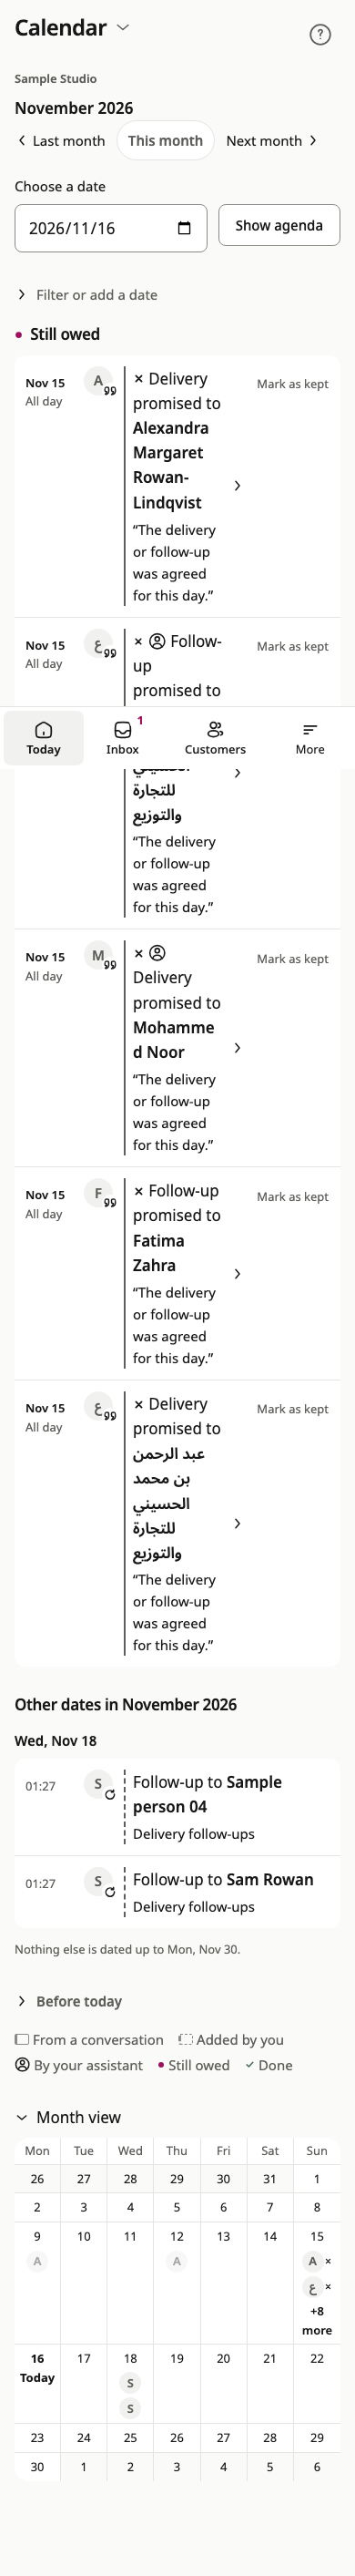 Calendar
Sample Studio
November 2026
Last month This month Next month
Choose a date
2026/11/16 Show agenda
Filter or add a date
Still owed
Nov 15
All day
A
× Delivery
promised to
Alexandra
Margaret
Rowan-
Lindqvist
“The delivery
or follow-up
was agreed
for this day.”
Mark as kept
Nov 15
All day
ع
× Follow-
up
promised to
Mark as kept
Today
Inbox 1
Customers
More
للتجارة
والتوزيع
“The delivery
or follow-up
was agreed
for this day.”
Nov 15
All day
M
×
Delivery
promised to
Mohamme
d Noor
“The delivery
or follow-up
was agreed
for this day.”
Mark as kept
Nov 15
All day
F
× Follow-up
promised to
Fatima
Zahra
“The delivery
or follow-up
was agreed
for this day.”
Mark as kept
Nov 15
All day
ع
× Delivery
promised to
عبد الرحمن
بن محمد
الحسيني
للتجارة
والتوزيع
“The delivery
or follow-up
was agreed
for this day.”
Mark as kept
Other dates in November 2026
Wed, Nov 18
01:27
S
Follow-up to Sample
person 04
Delivery follow-ups
01:27
S
Follow-up to Sam Rowan
Delivery follow-ups
Nothing else is dated up to Mon, Nov 30.
Before today
From a conversation Added by you
By your assistant Still owed Done
Month view
Mon Tue Wed Thu Fri Sat Sun
26 27 28 29 30 31 1
2 3 4 5 6 7 8
9 10 11 12 13 14 15
A A A ×
ع ×
+8
more
16 17 18 19 20 21 22
Today S
S
23 24 25 26 27 28 29
30 1 2 3 4 5 6